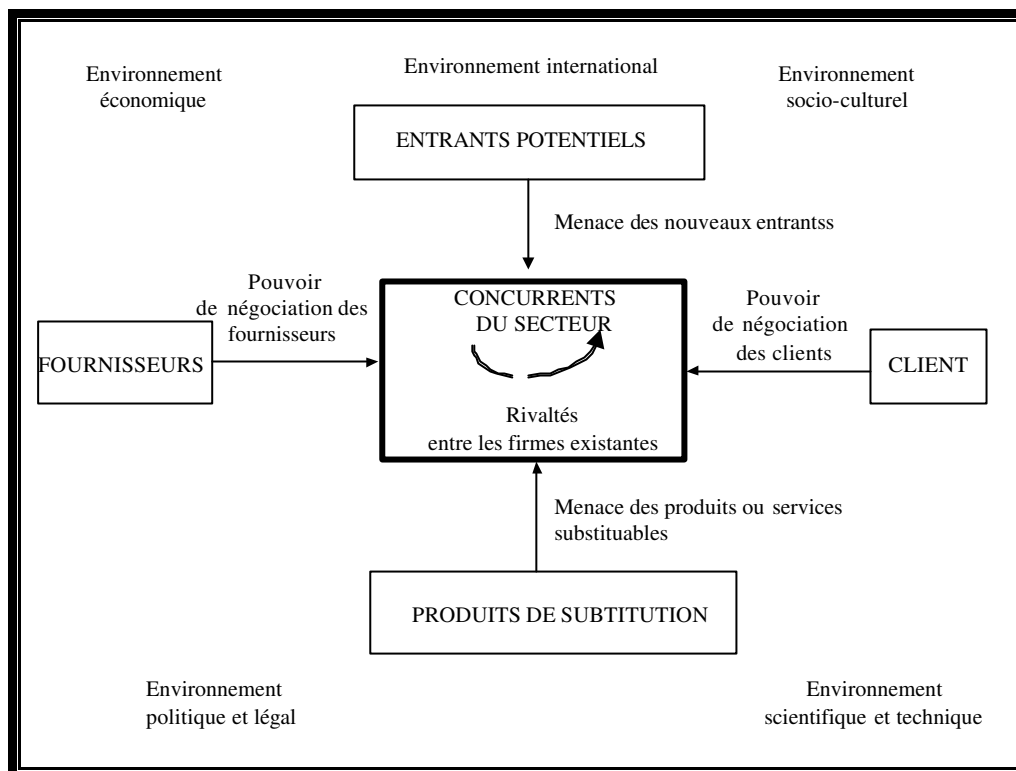 Environnement
économique
Environnement international
Environnement
socio-culturel
ENTRANTS POTENTIELS
Menace des nouveaux entrantss
Pouvoir
de négociation des
fournisseurs
FOURNISSEURS
CONCURRENTS
DU SECTEUR
Rivaltés
entre les firmes existantes
Pouvoir
de négociation
des clients
CLIENT
Menace des produits ou services
substituables
PRODUITS DE SUBTITUTION
Environnement
politique et légal
Environnement
scientifique et technique